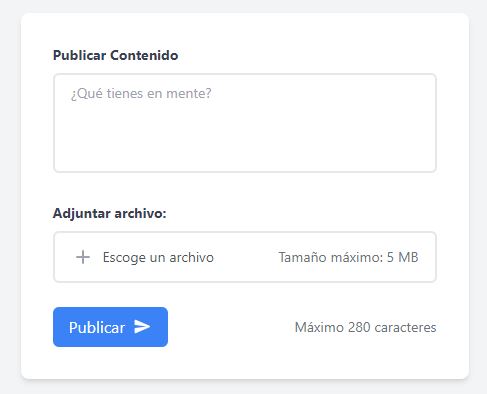 Publicar Contenido
¿Qué tienes en mente?
Adjuntar archivo:
Escoge un archivo Tamaño máximo: 5 MB
Publicar Máximo 280 caracteres